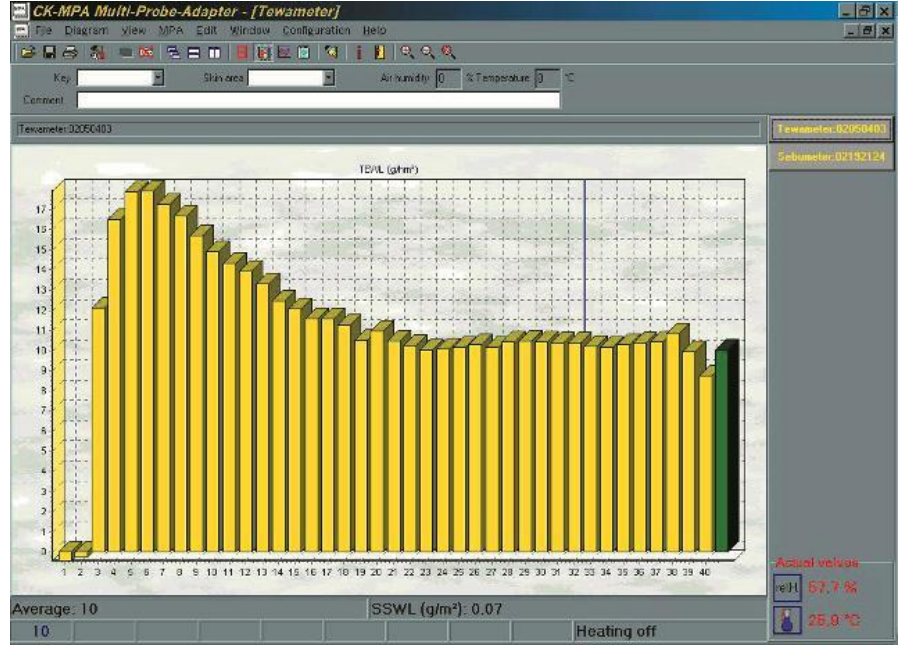 CK-MPA Multi-Probe-Adapter - [Tewameter]
File Diagram View MPA Edit Window Configuration Help
Key Skin area Air humidity 0 % Temperature 0 °C
Comment
Tewameter:02050403
Tewameter:02050403
Sebumeter:02192124
TEWL (g/hm²)
17
16
15
14
13
12
11
10
9
8
7
6
5
4
3
2
1
0
1 2 3 4 5 6 7 8 9 10 11 12 13 14 15 16 17 18 19 20 21 22 23 24 25 26 27 28 29 30 31 32 33 34 35 36 37 38 39 40
Actual values
relH 57,7 %
26,9 °C
Average: 10 SSWL (g/m²): 0.07
10 Heating off